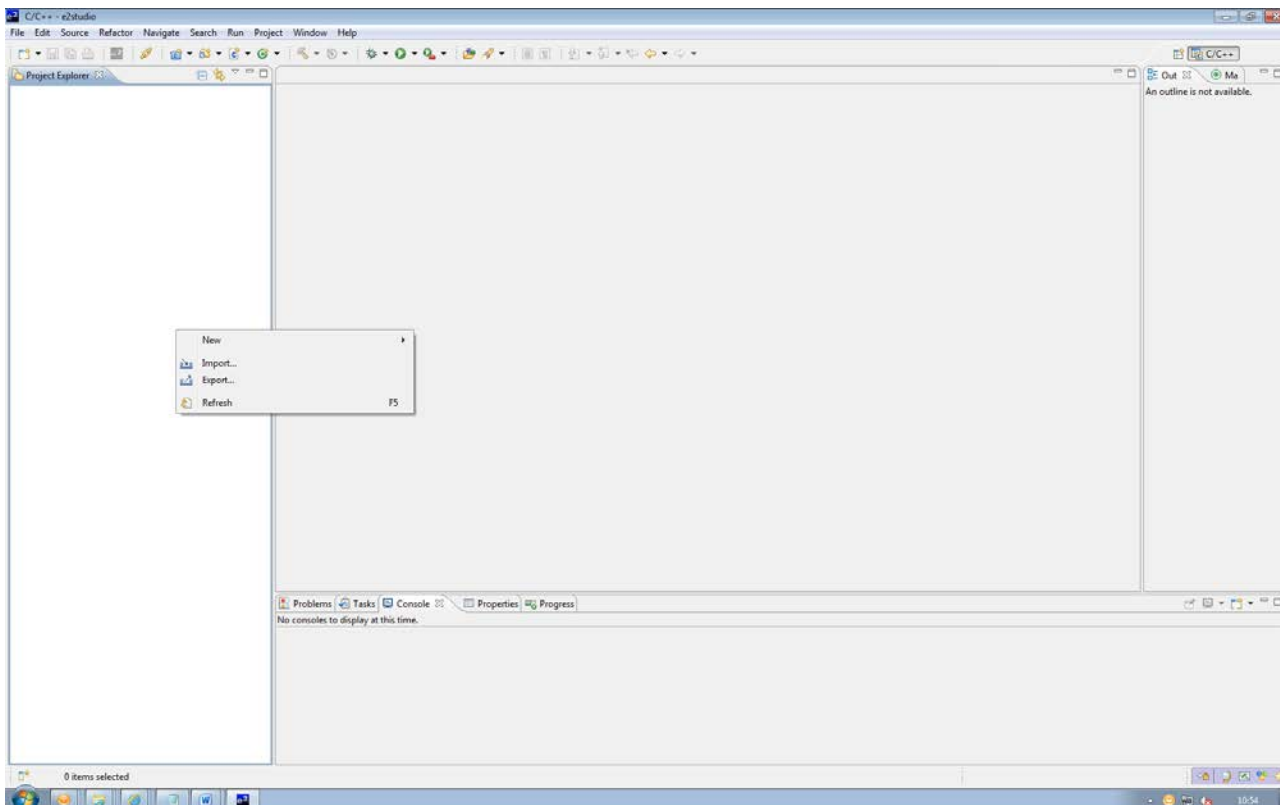 C/C++ - e2studio
File Edit Source Refactor Navigate Search Run Project Window Help
C/C++
Project Explorer
Out Ma
An outline is not available.
New
Import...
Export...
Refresh F5
Problems Tasks Console Properties Progress
No consoles to display at this time.
0 items selected
10:54